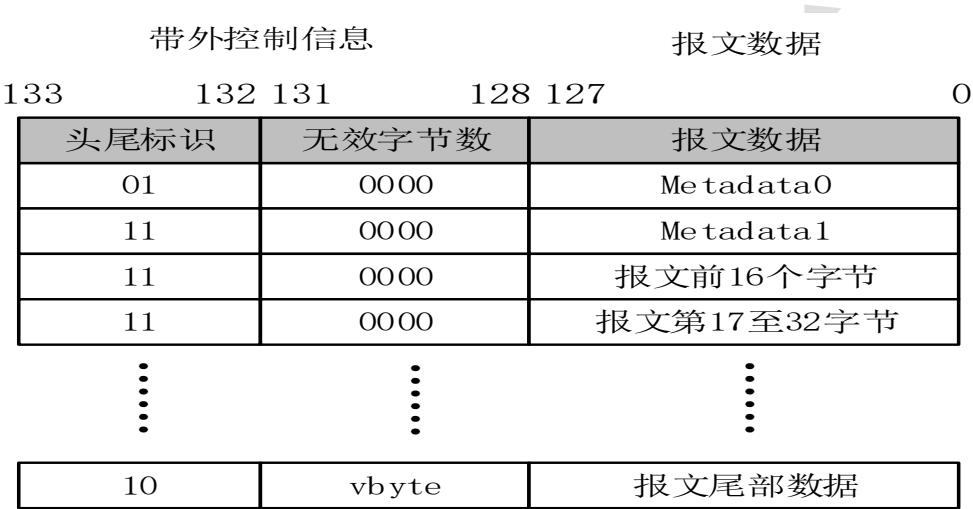 带外控制信息 报文数据
133 132 131 128 127 0
头尾标识 无效字节数 报文数据
01 0000 Metadata0
11 0000 Metadata1
11 0000 报文前16个字节
11 0000 报文第17至32字节
10 vbyte 报文尾部数据